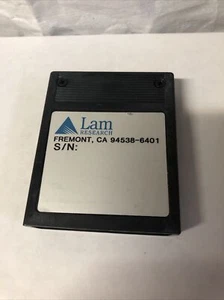 Lam
RESEARCH
FREMONT, CA 94538-6401
S/N: